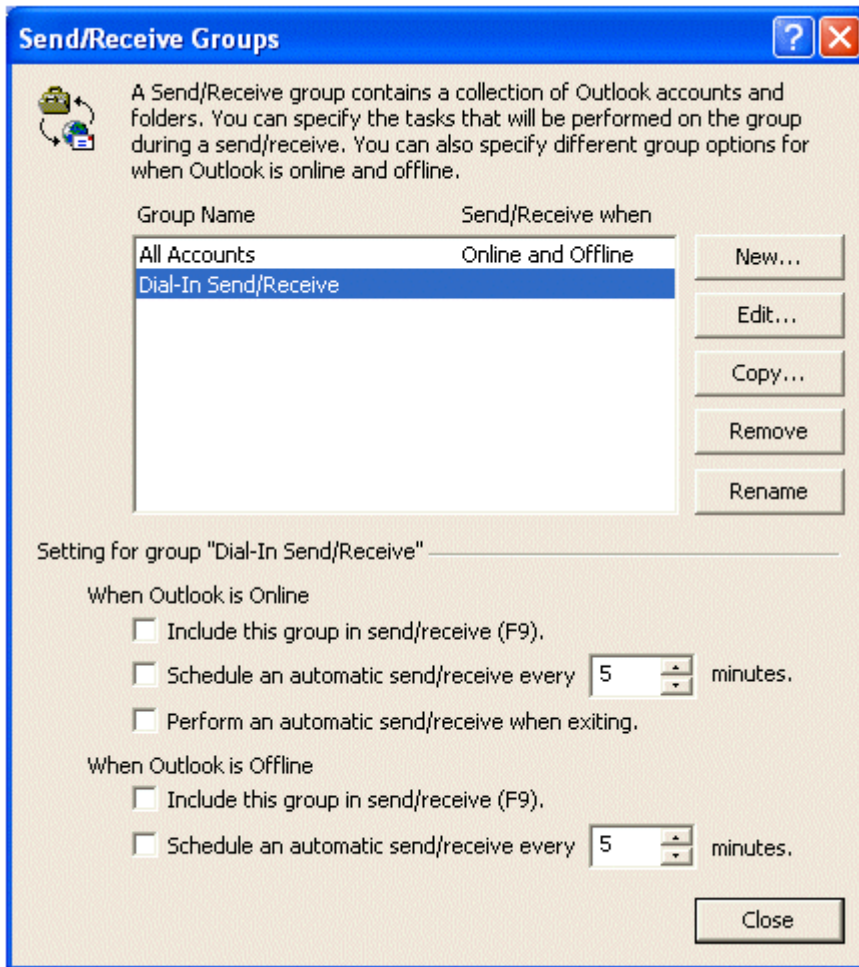 Send/Receive Groups
?
A Send/Receive group contains a collection of Outlook accounts and
folders. You can specify the tasks that will be performed on the group
during a send/receive. You can also specify different group options for
when Outlook is online and offline.
Group Name Send/Receive when
All Accounts Online and Offline
Dial-In Send/Receive
New...
Edit...
Copy...
Remove
Rename
Setting for group "Dial-In Send/Receive"
When Outlook is Online
Include this group in send/receive (F9).
Schedule an automatic send/receive every 5 minutes.
Perform an automatic send/receive when exiting.
When Outlook is Offline
Include this group in send/receive (F9).
Schedule an automatic send/receive every 5 minutes.
Close